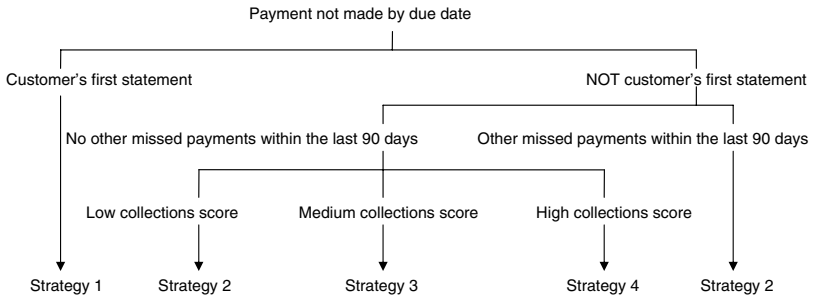 Payment not made by due date
Customer's first statement
NOT customer's first statement
No other missed payments within the last 90 days
Other missed payments within the last 90 days
Low collections score
Medium collections score
High collections score
Strategy 1
Strategy 2
Strategy 3
Strategy 4
Strategy 2